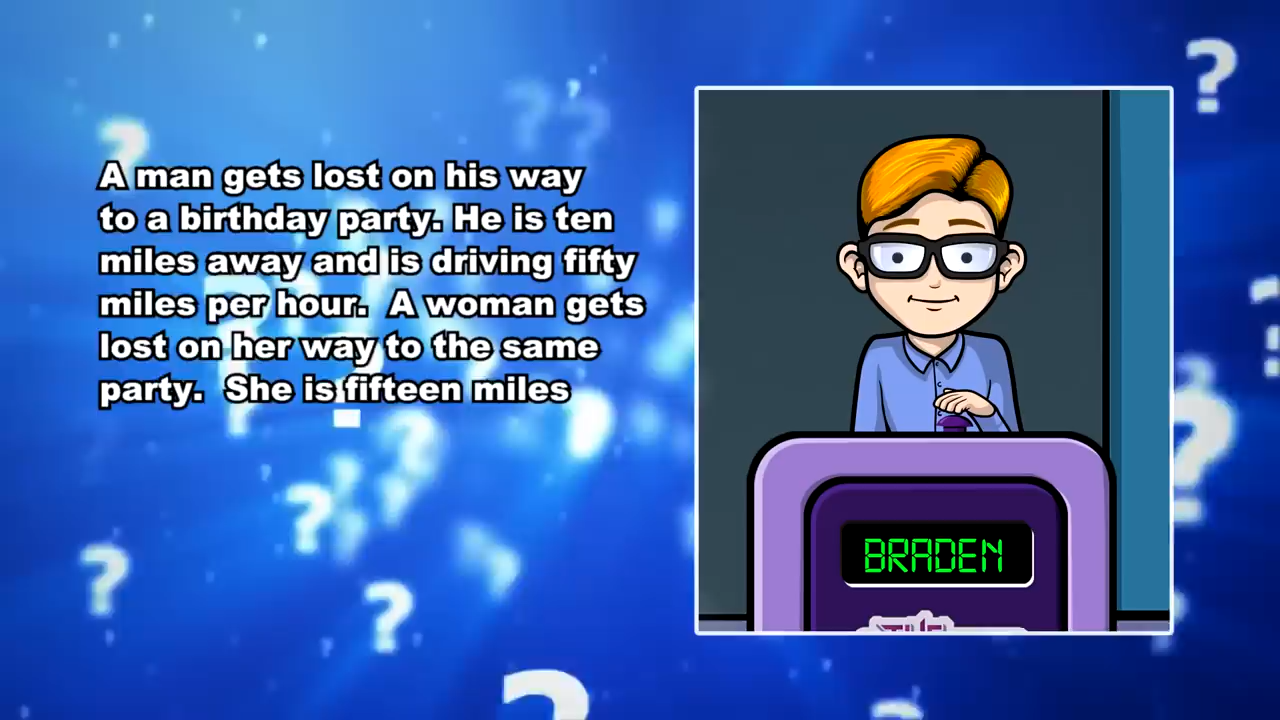 A man gets lost on his way
to a birthday party. He is ten
miles away and is driving fifty
miles per hour.  A woman gets
lost on her way to the same
party.  She is fifteen miles
BRADEN
THE